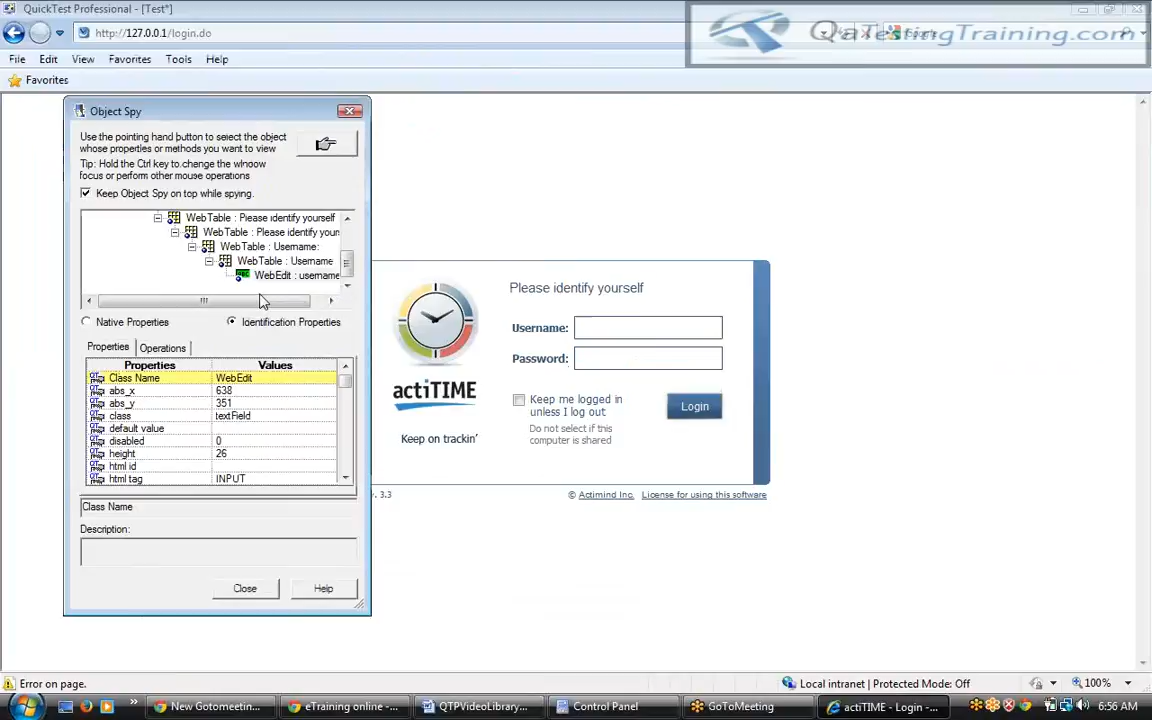 QuickTest Professional - [Test*]
http://127.0.0.1/login.do
QaTestingTraining.com
File Edit View Favorites Tools Help
Favorites
Object Spy
Use the pointing hand button to select the object
whose properties or methods you want to view
Tip: Hold the Ctrl key to change the window
focus or perform other mouse operations
Keep Object Spy on top while spying.
WebTable : Please identify yourself
WebTable : Please identify your
WebTable : Username:
WebTable : Username
WebEdit : username
Native Properties Identification Properties
Properties Operations
Properties Values
Class Name WebEdit
abs_x 638
abs_y 351
class textField
default value
disabled 0
height 26
html id
html tag INPUT
Class Name
Description:
Close Help
Please identify yourself
Username:
Password:
Keep me logged in
unless I log out
Login
Do not select if this
computer is shared
actiTIME
Keep on trackin'
v. 3.3 © Actimind Inc. License for using this software
Error on page. Local intranet | Protected Mode: Off 100%
New Gotomeetin... eTraining online -... QTPVideoLibrary... Control Panel GoToMeeting actiTIME - Login -... 6:56 AM